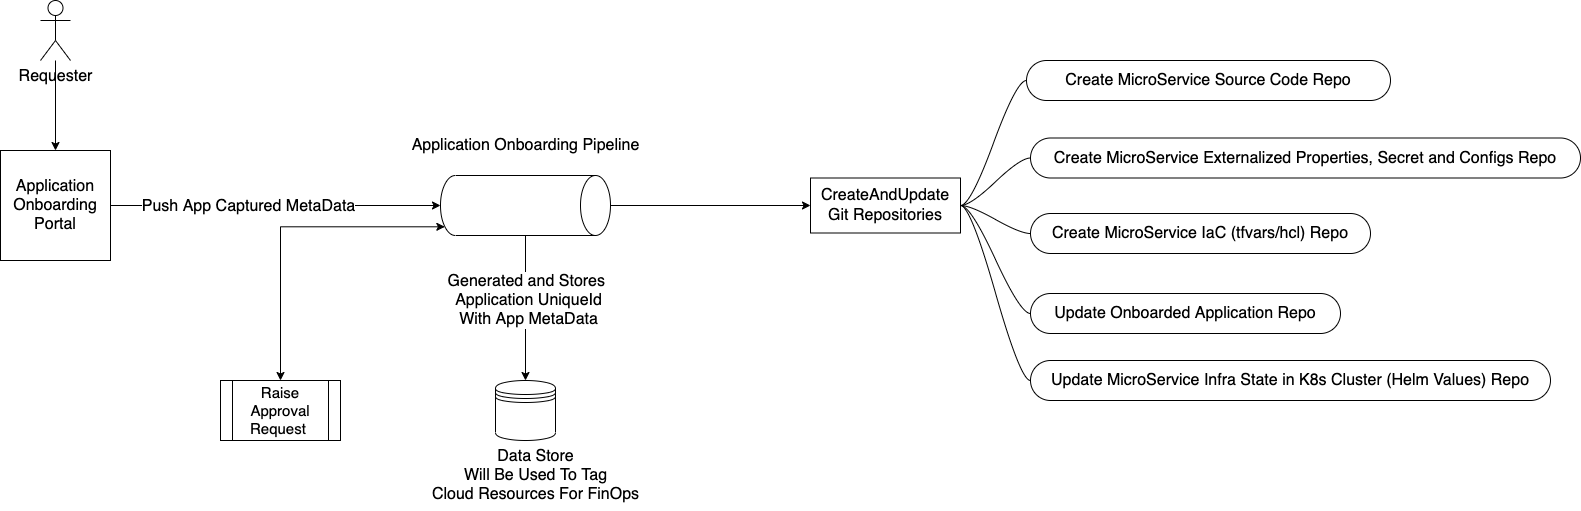 Requester
Application
Onboarding
Portal
Push App Captured MetaData
Application Onboarding Pipeline
Generated and Stores
Application UniqueId
With App MetaData
Raise
Approval
Request
Data Store
Will Be Used To Tag
Cloud Resources For FinOps
CreateAndUpdate
Git Repositories
Create MicroService Source Code Repo
Create MicroService Externalized Properties, Secret and Configs Repo
Create MicroService IaC (tfvars/hcl) Repo
Update Onboarded Application Repo
Update MicroService Infra State in K8s Cluster (Helm Values) Repo